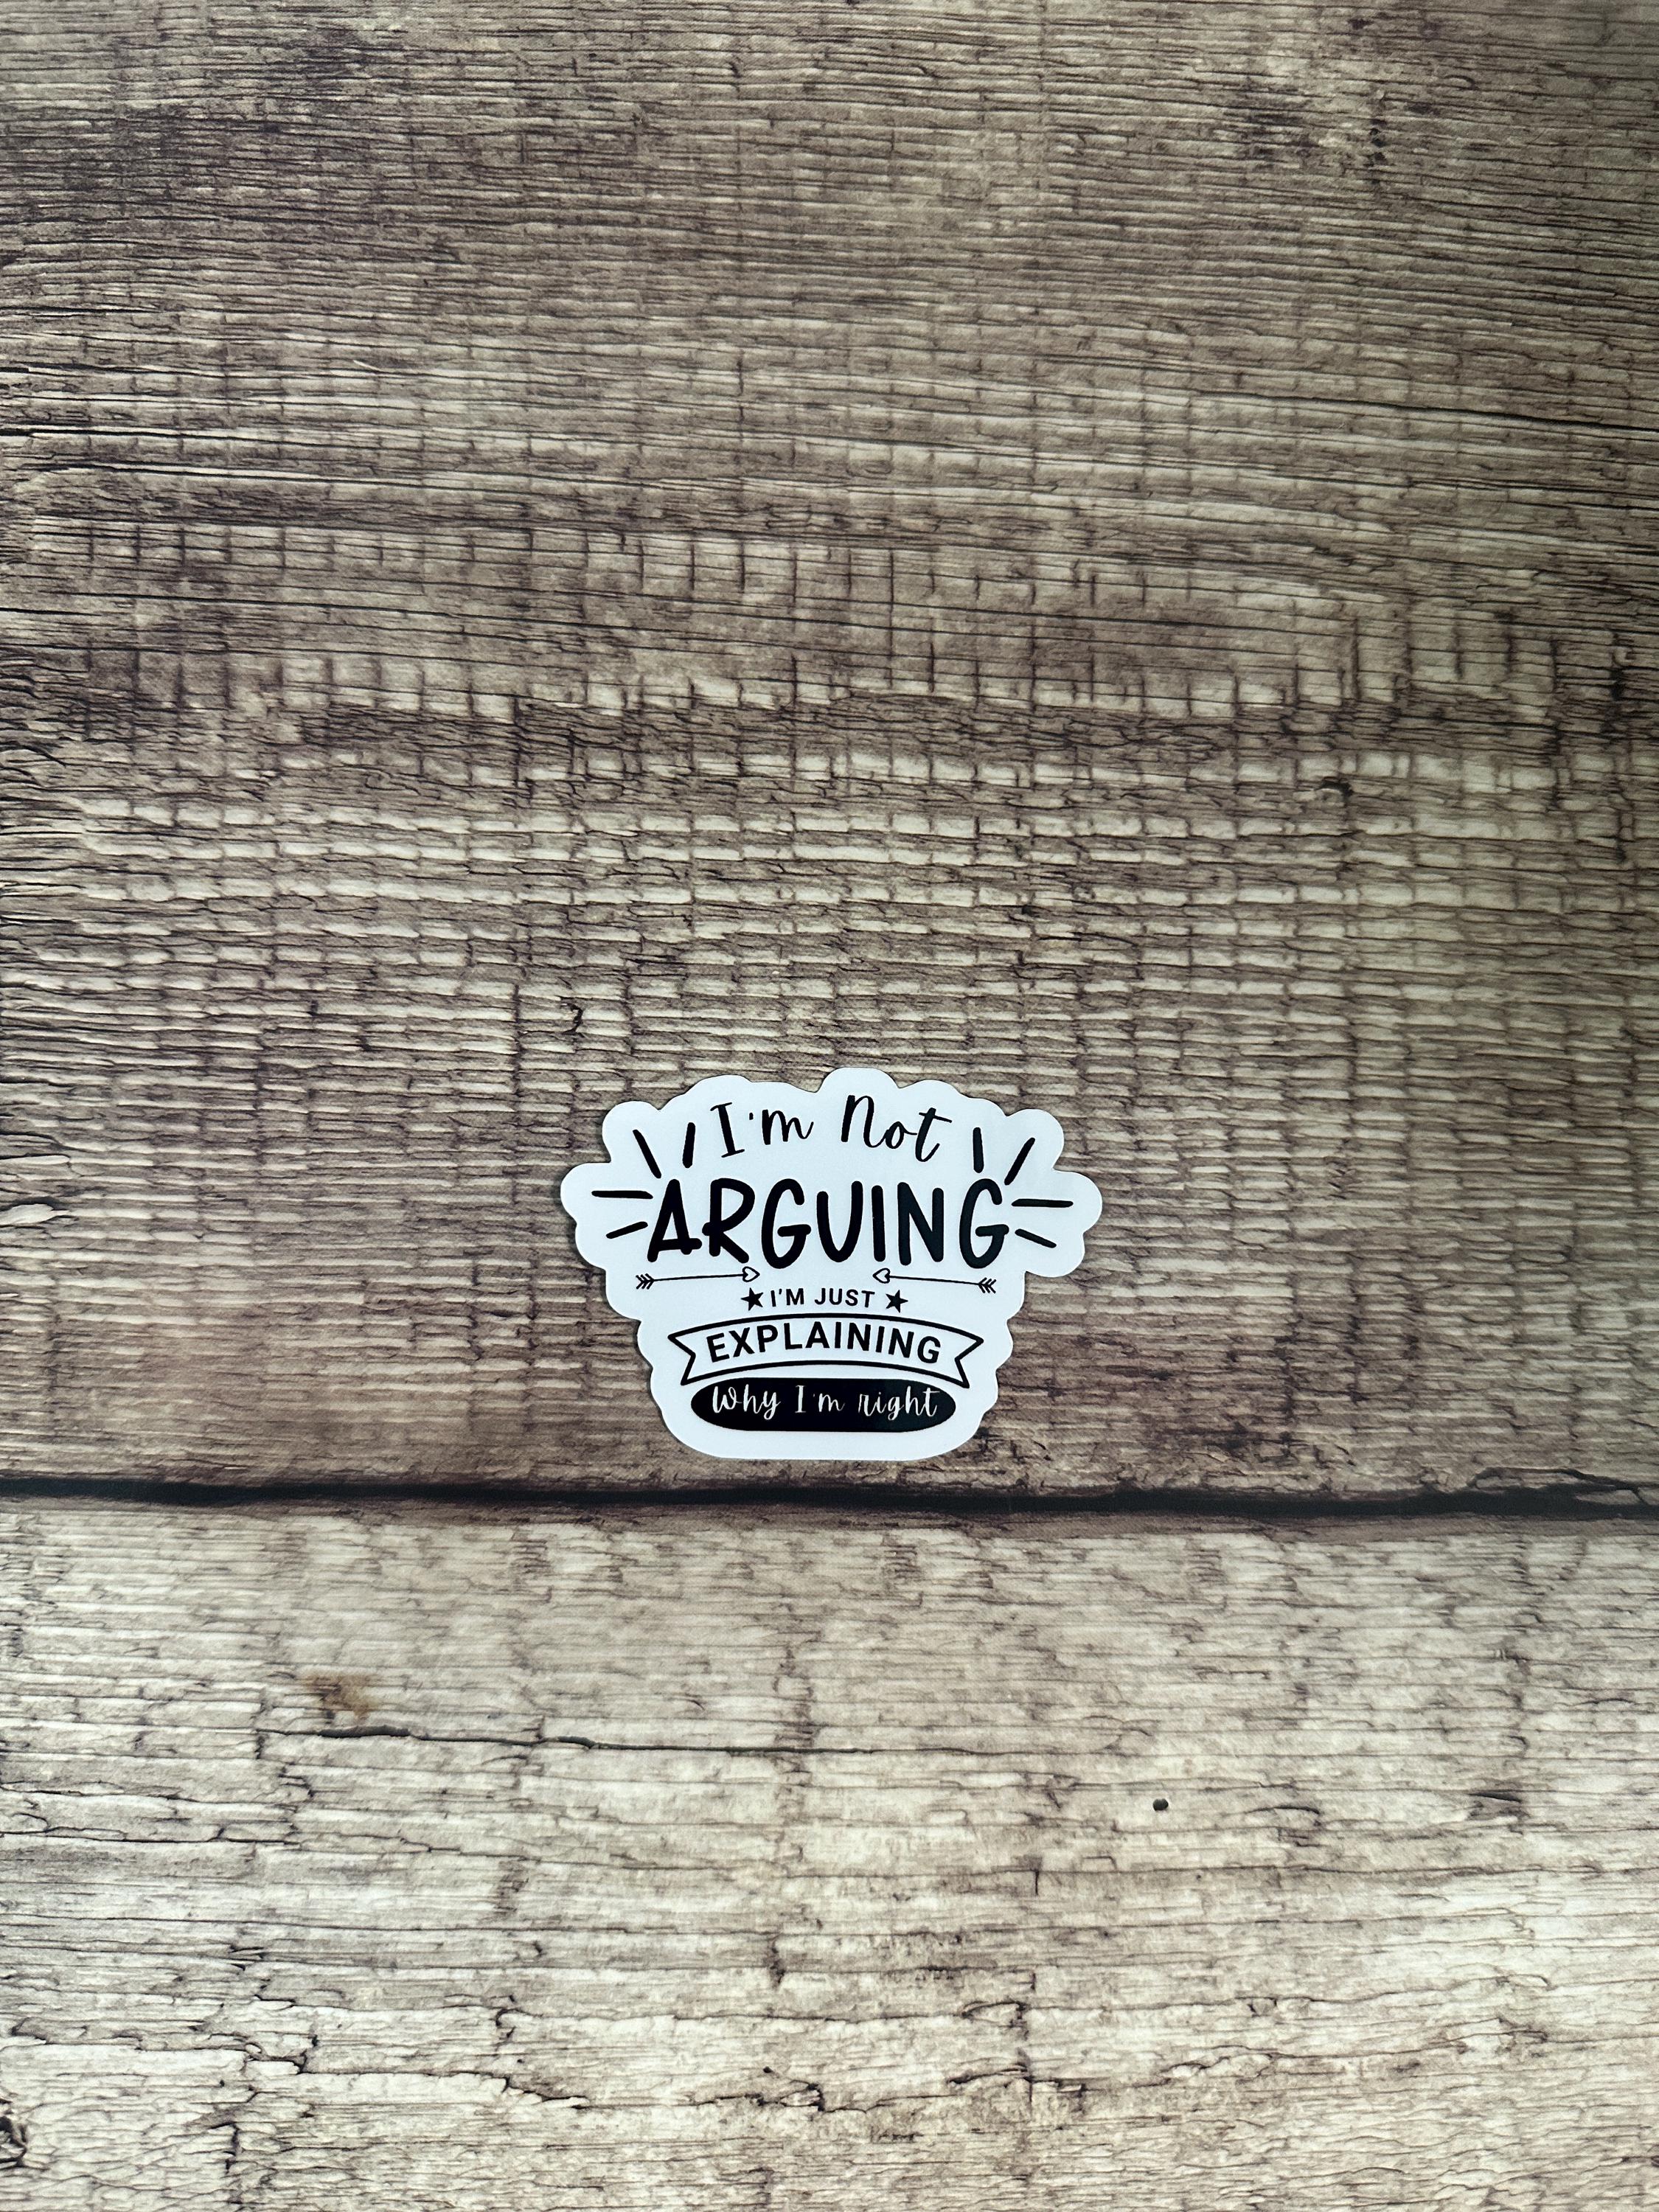 I'm Not
ARGUING
I'M JUST
EXPLAINING
Why I'm right